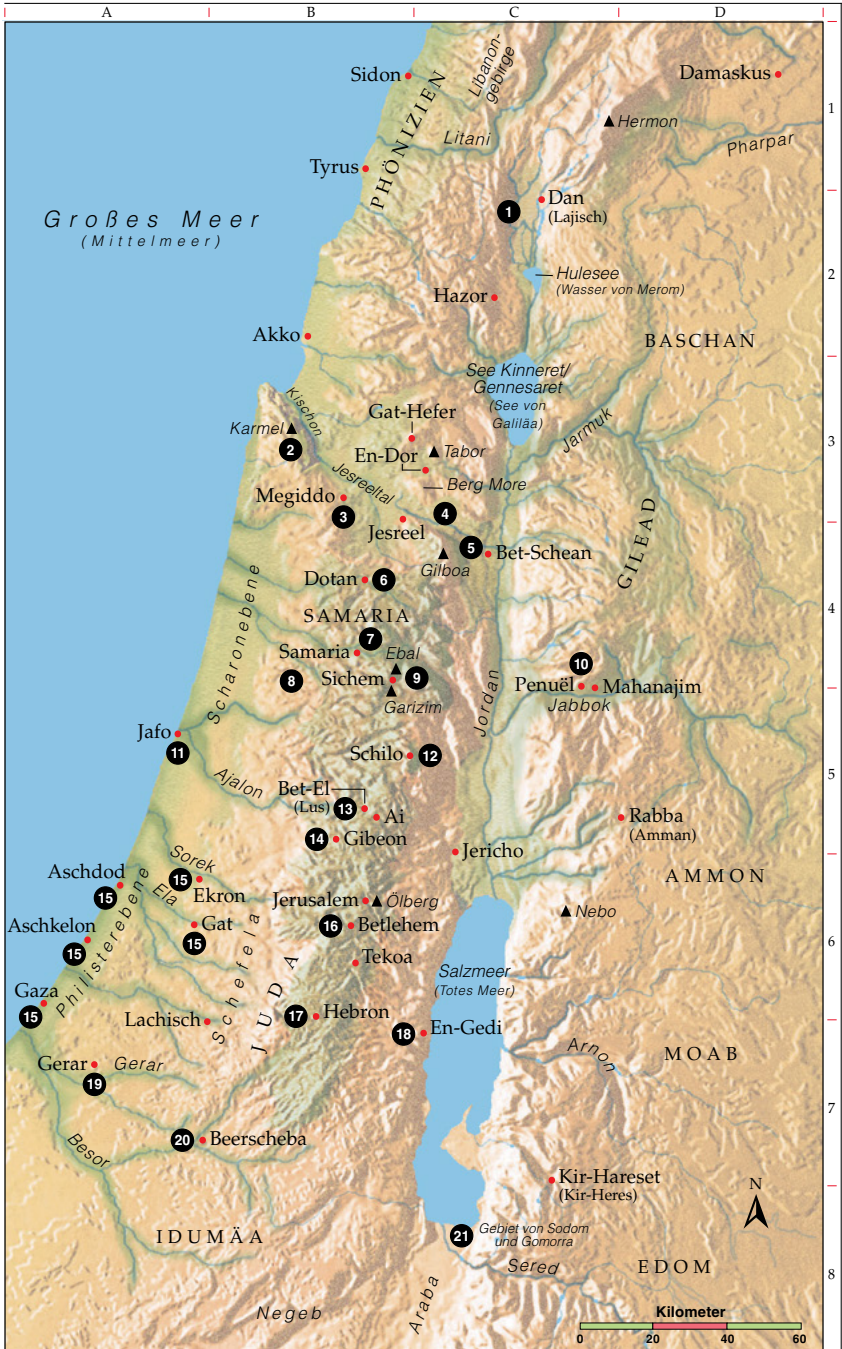 A
B
C
D
Sidon
Damaskus
Libanon-
gebirge
1
PHÖNIZIEN
Hermon
Litani
Pharpar
Tyrus
Dan
(Lajisch)
1
Großes Meer
(Mittelmeer)
Hulesee
(Wasser von Merom)
2
Hazor
Akko
BASCHAN
See Kinneret/
Gennesaret
(See von
Galiläa)
Kischon
Gat-Hefer
Jarmuk
Karmel
2
Tabor
3
En-Dor
Berg More
Jesreeltal
Megiddo
3
4
Jesreel
GILEAD
5
Bet-Schean
Gilboa
Dotan
6
Scharonebene
SAMARIA
4
7
Samaria
Ebal
8
Sichem
9
10
Garizim
Penuël
Mahanajim
Jabbok
Jordan
Jafo
11
Schilo
12
5
Ajalon
Bet-El
(Lus)
13
Ai
Rabba
(Amman)
14
Gibeon
Sorek
Jericho
Aschdod
15
15
Ekron
Ela
AMMON
Jerusalem
Ölberg
Nebo
Aschkelon
15
Gat
15
16
Betlehem
6
Philisterebene
Schefela
Tekoa
JUDA
Salzmeer
(Totes Meer)
Gaza
15
Lachisch
17
Hebron
18
En-Gedi
Arnon
MOAB
Gerar
Gerar
19
7
20
Beerscheba
Besor
Kir-Hareset
(Kir-Heres)
N
IDUMÄA
21
Gebiet von Sodom
und Gomorra
Sered
EDOM
8
Araba
Negeb
Kilometer
0
20
40
60